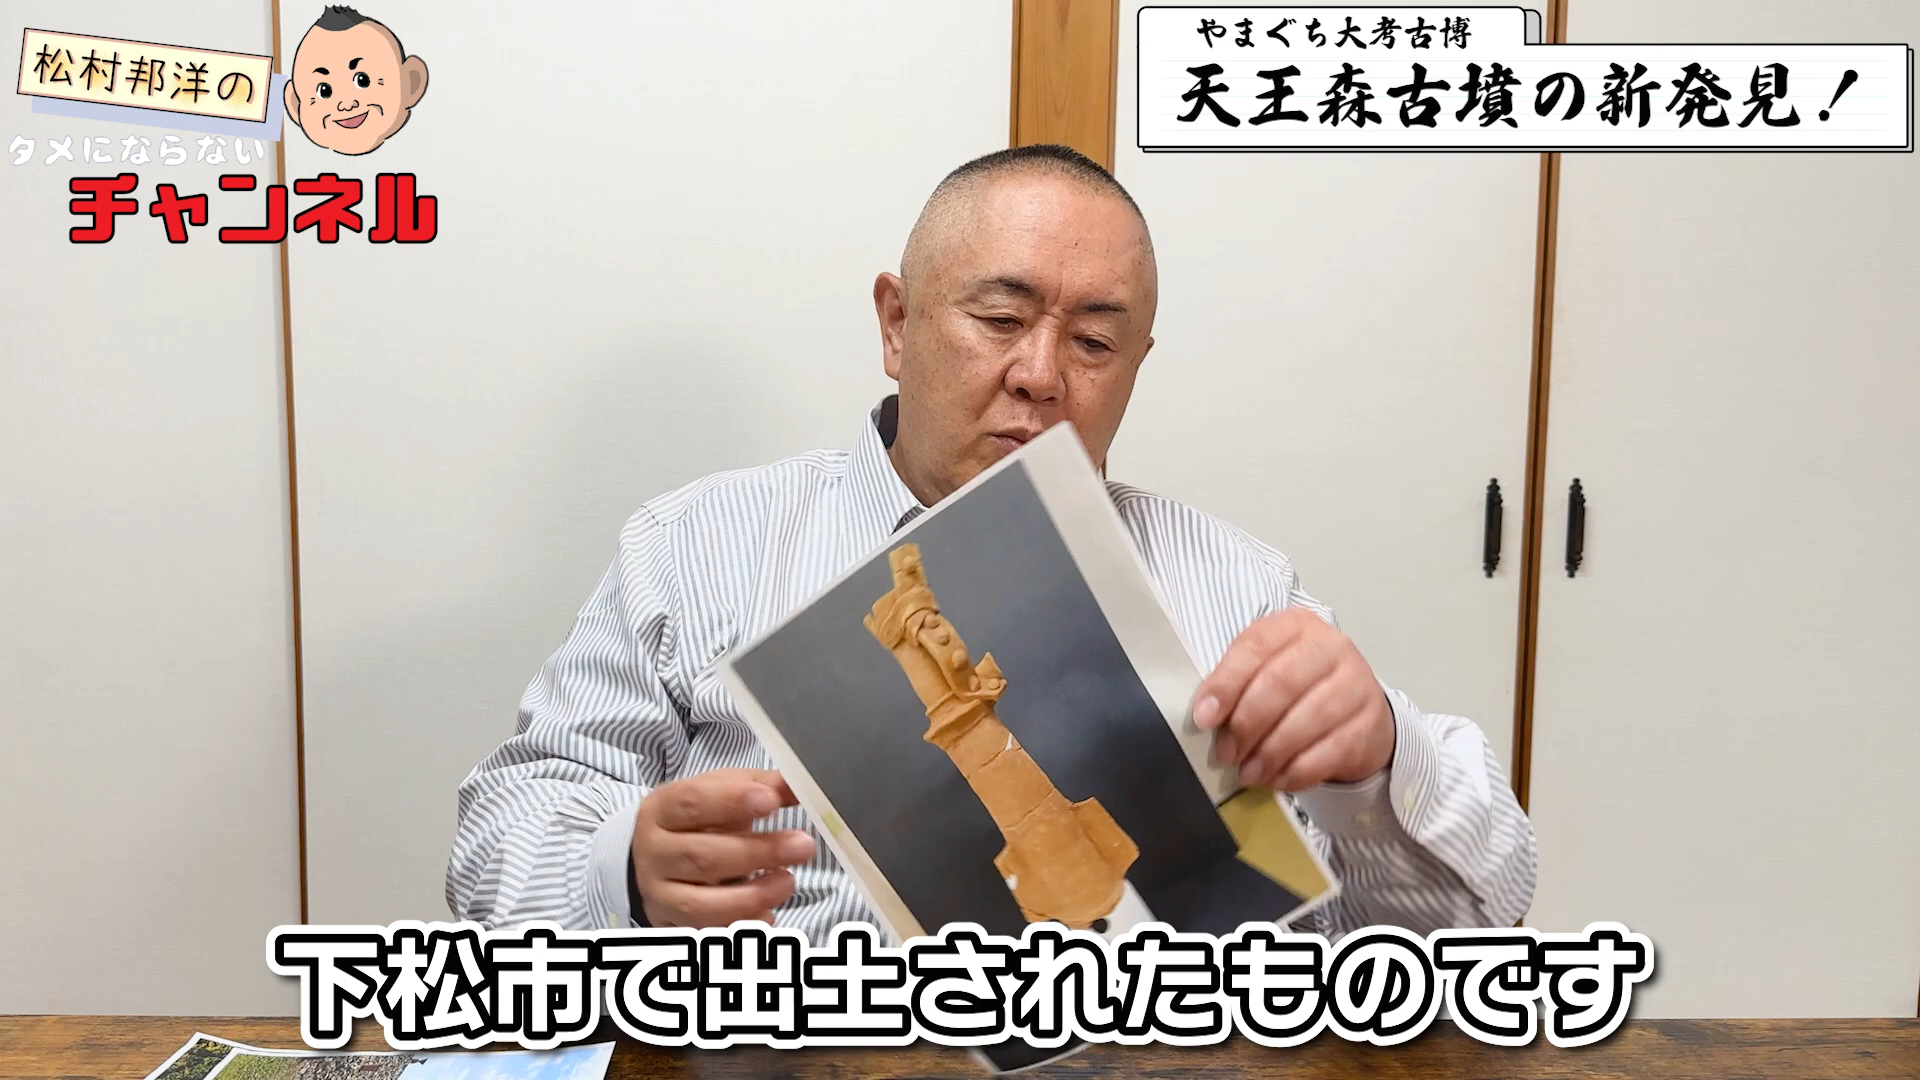 松村邦洋の
タメにならない
チャンネル
やまぐち大考古博
天王森古墳の新発見！
下松市で出土されたものです